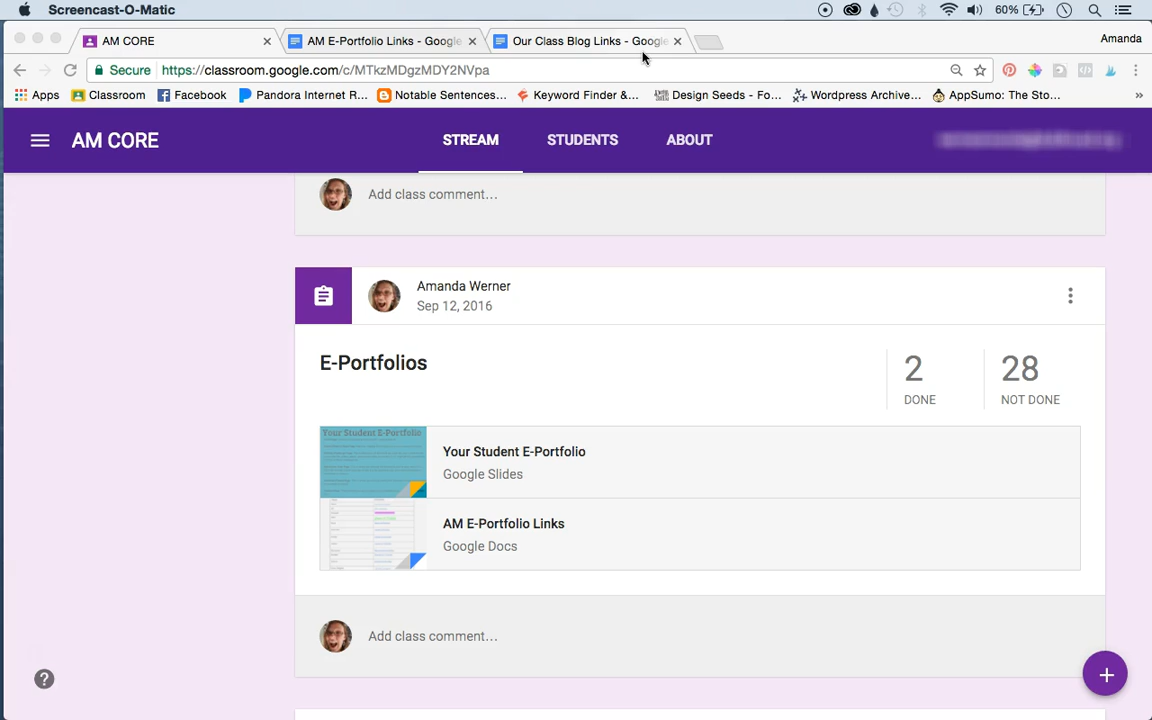 Screencast-O-Matic
60%
AM CORE
AM E-Portfolio Links - Google
Our Class Blog Links - Google
Amanda
Secure
https://classroom.google.com/c/MTkzMDgzMDY2NVpa
Apps
Classroom
Facebook
Pandora Internet R...
Notable Sentences...
Keyword Finder &...
Design Seeds - Fo...
Wordpress Archive...
AppSumo: The Sto...
»
AM CORE
STREAM
STUDENTS
ABOUT
Add class comment...
Amanda Werner
Sep 12, 2016
E-Portfolios
2
DONE
28
NOT DONE
Your Student E-Portfolio
Your Student E-Portfolio
Google Slides
AM E-Portfolio Links
Google Docs
Add class comment...
?
+